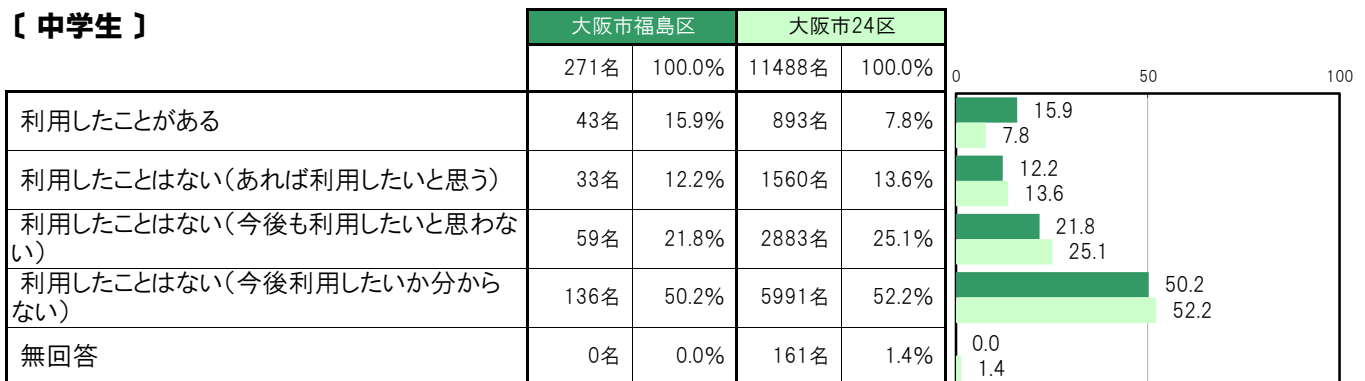 〔 中学生 〕
大阪市福島区 大阪市24区
271名 100.0% 11488名 100.0%
0 50 100
利用したことがある 43名 15.9% 893名 7.8%
15.9
7.8
利用したことはない（あれば利用したいと思う） 33名 12.2% 1560名 13.6%
12.2
13.6
利用したことはない（今後も利用したいと思わな
い） 59名 21.8% 2883名 25.1%
21.8
25.1
利用したことはない（今後利用したいか分から
ない） 136名 50.2% 5991名 52.2%
50.2
52.2
無回答 0名 0.0% 161名 1.4%
0.0
1.4